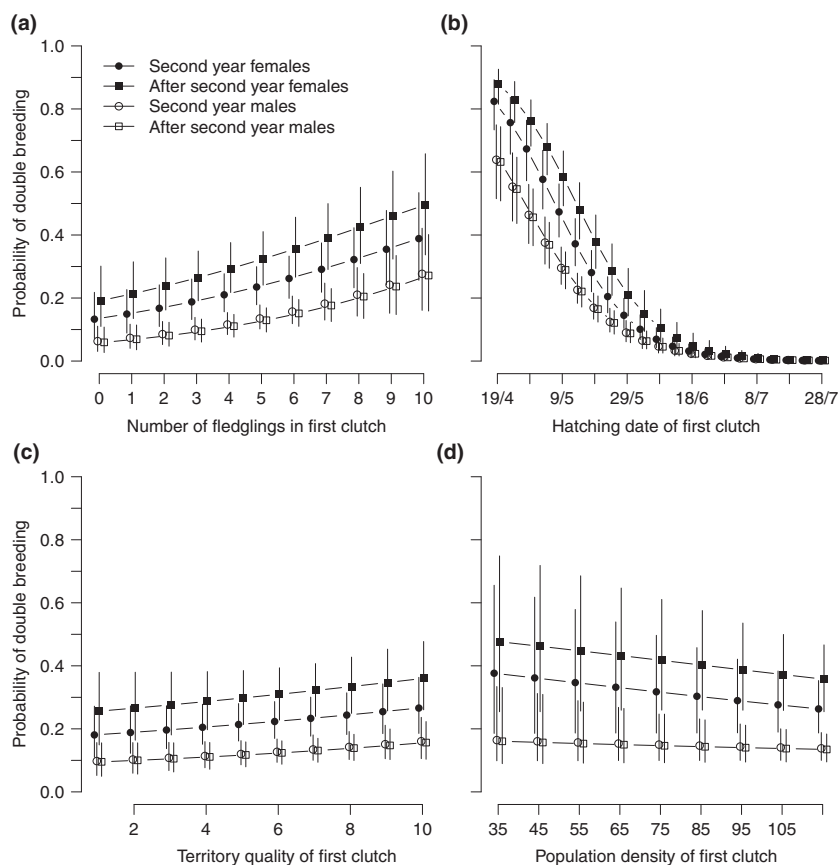 (a)
(b)
Probability of double breeding
1.0
0.8
0.6
0.4
0.2
0.0
Second year females
After second year females
Second year males
After second year males
0 1 2 3 4 5 6 7 8 9 10
Number of fledglings in first clutch
19/4 9/5 29/5 18/6 8/7 28/7
Hatching date of first clutch
(c)
(d)
Probability of double breeding
1.0
0.8
0.6
0.4
0.2
0.0
2 4 6 8 10
Territory quality of first clutch
35 45 55 65 75 85 95 105
Population density of first clutch